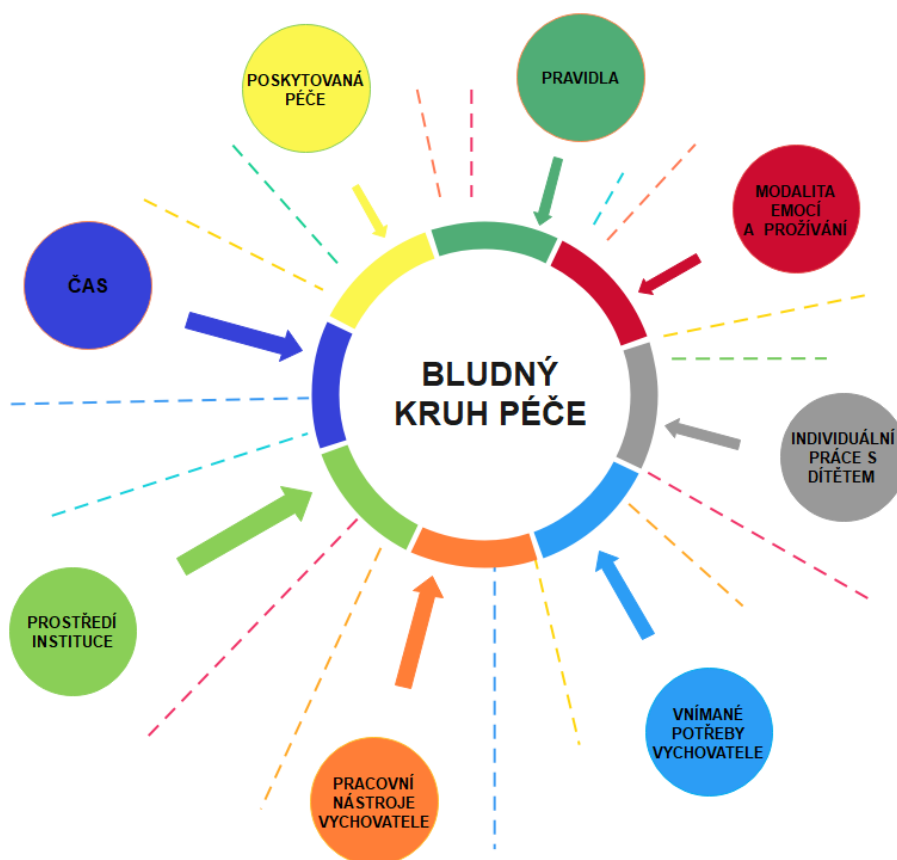 POSKYTOVANÁ
PÉČE
PRAVIDLA
MODALITA
EMOCÍ
A PROŽÍVÁNÍ
ČAS
BLUDNÝ
KRUH PÉČE
INDIVIDUÁLNÍ
PRÁCE S
DÍTĚTEM
PROSTŘEDÍ
INSTITUCE
VNÍMANÉ
POTŘEBY
VYCHOVATELE
PRACOVNÍ
NÁSTROJE
VYCHOVATELE